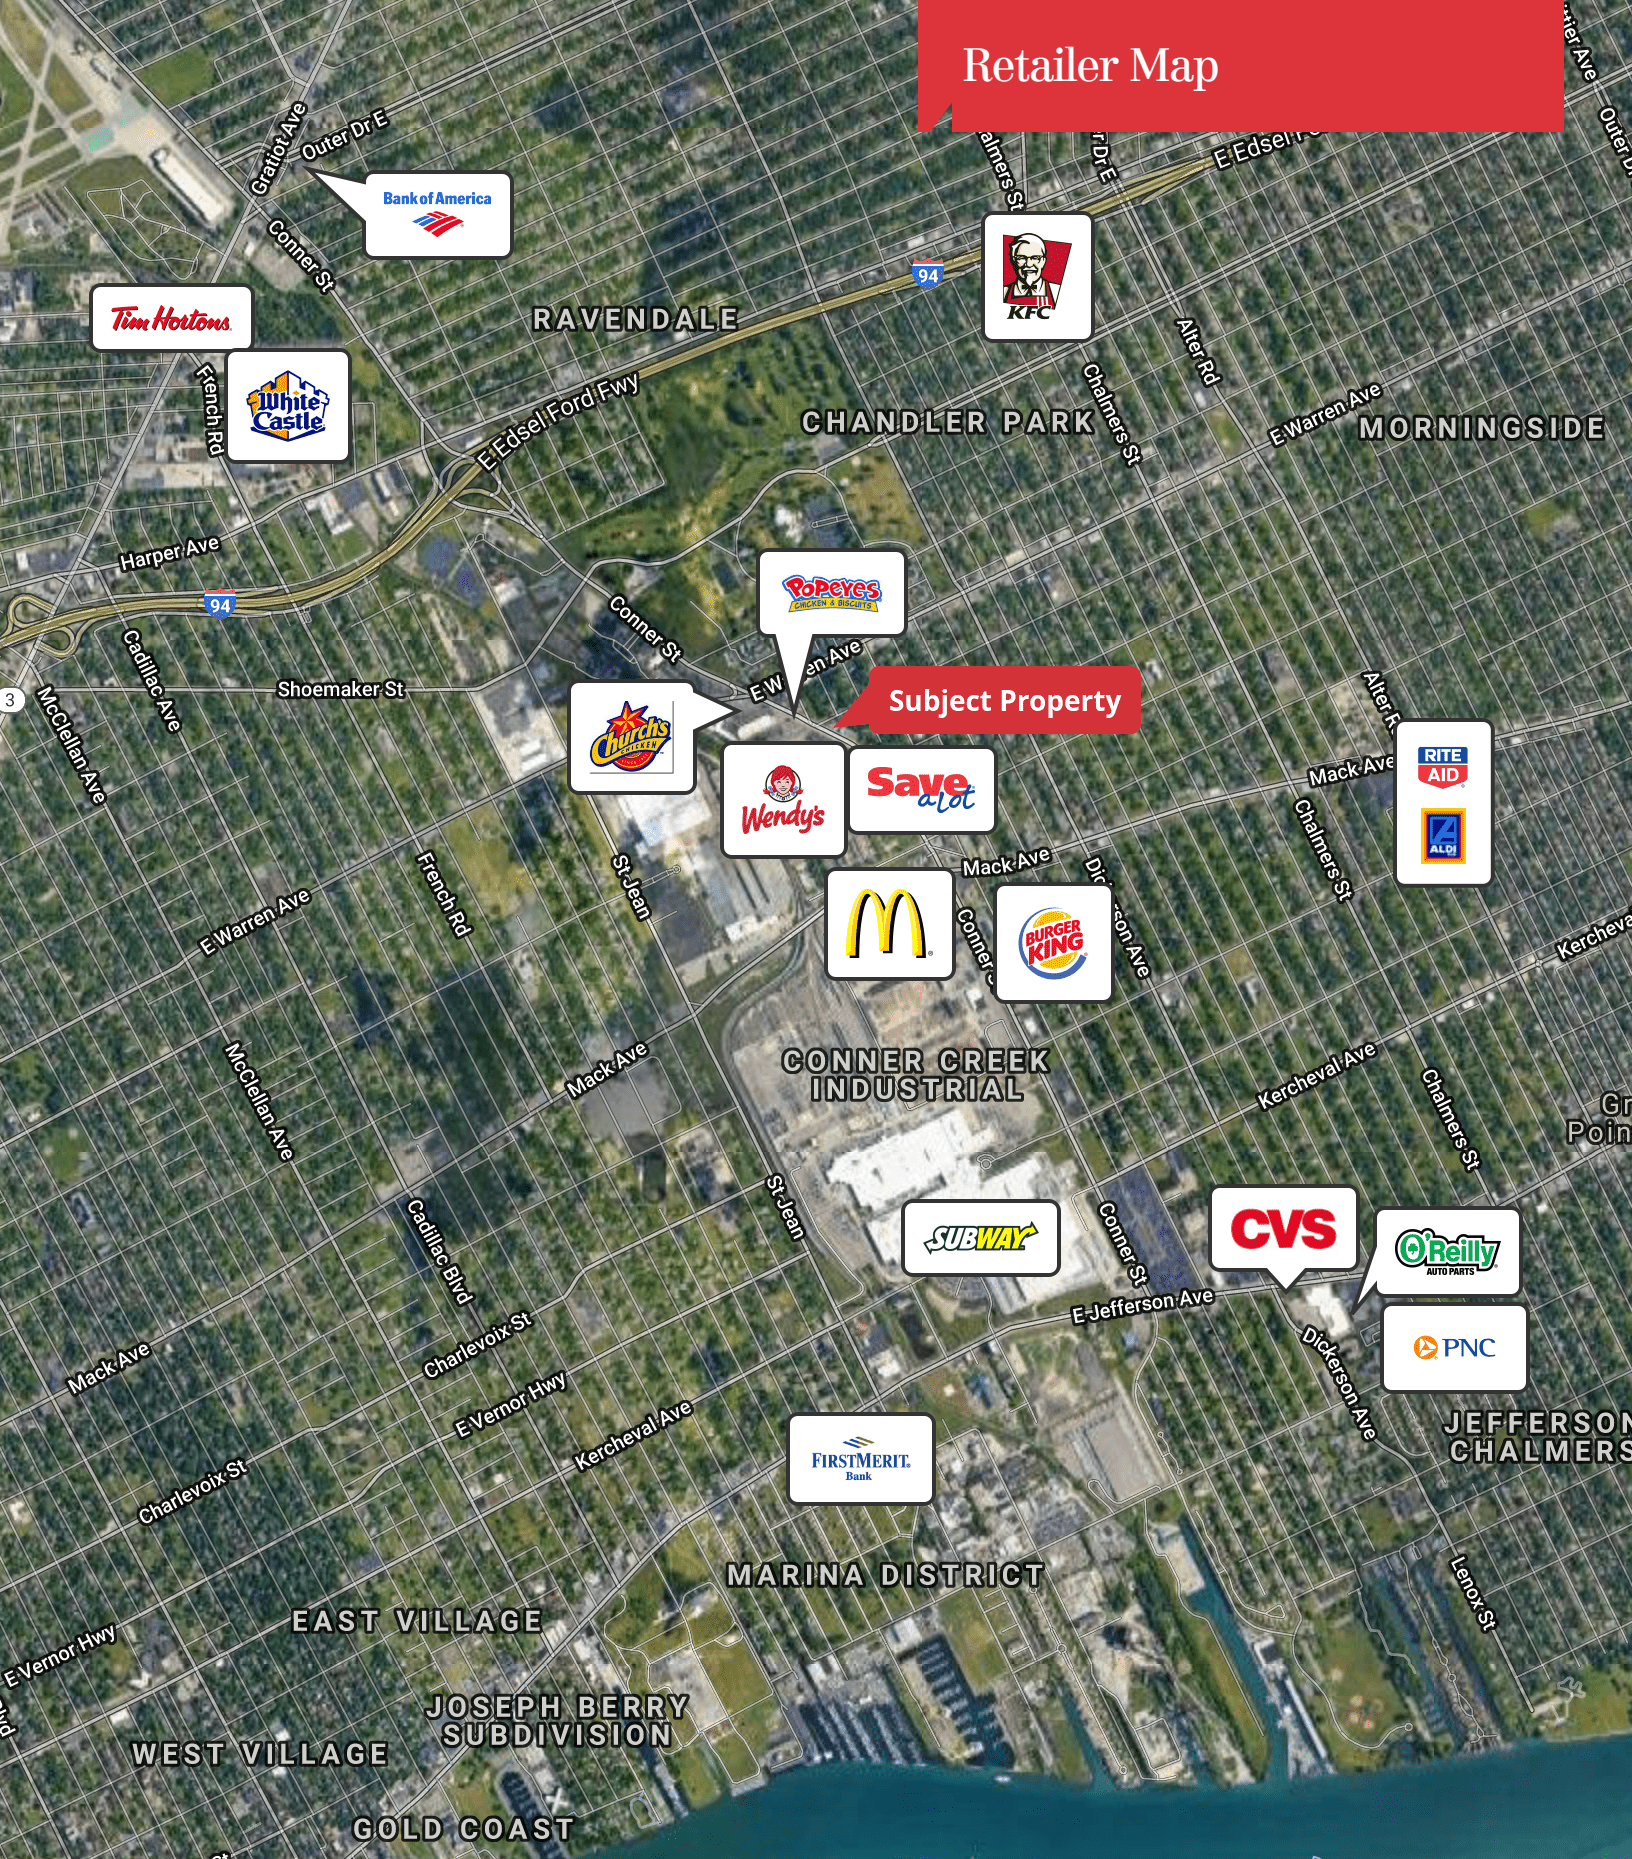 Retailer Map
Outer Dr E
Gratiot Ave
Bank of America
Conner St
Tim Hortons
French Rd
White
Castle
RAVENDALE
94
E Edsel Ford Fwy
KFC
Alter Rd
Chalmers St
CHANDLER PARK
E Warren Ave
MORNINGSIDE
Harper Ave
94
Popeyes
CHICKEN & BISCUITS
Conner St
Cadillac Ave
Shoemaker St
3
McClellan Ave
Subject Property
Church's
CHICKEN
Wendy's
Save
a lot
Mack Ave
RITE
AID
ALDI
Chalmers St
St Jean
French Rd
E Warren Ave
Mack Ave
BURGER
KING
CONNER CREEK
INDUSTRIAL
Mack Ave
McClellan Ave
Kercheval Ave
Chalmers St
St Jean
Cadillac Blvd
SUBWAY
Conner St
CVS
O'Reilly
AUTO PARTS
E Jefferson Ave
PNC
Dickerson Ave
Charlevoix St
Mack Ave
E Vernor Hwy
Kercheval Ave
JEFFERSON
CHALMERS
FIRSTMERIT
Bank
Charlevoix St
MARINA DISTRICT
Lenox St
EAST VILLAGE
E Vernor Hwy
JOSEPH BERRY
SUBDIVISION
WEST VILLAGE
GOLD COAST